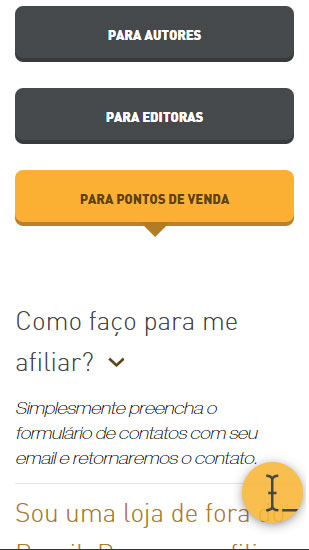 PARA AUTORES
PARA EDITORAS
PARA PONTOS DE VENDA
Como faço para me
afiliar?
Simplesmente preencha o
formulário de contatos com seu
email e retornaremos o contato.
Sou uma loja de fora do